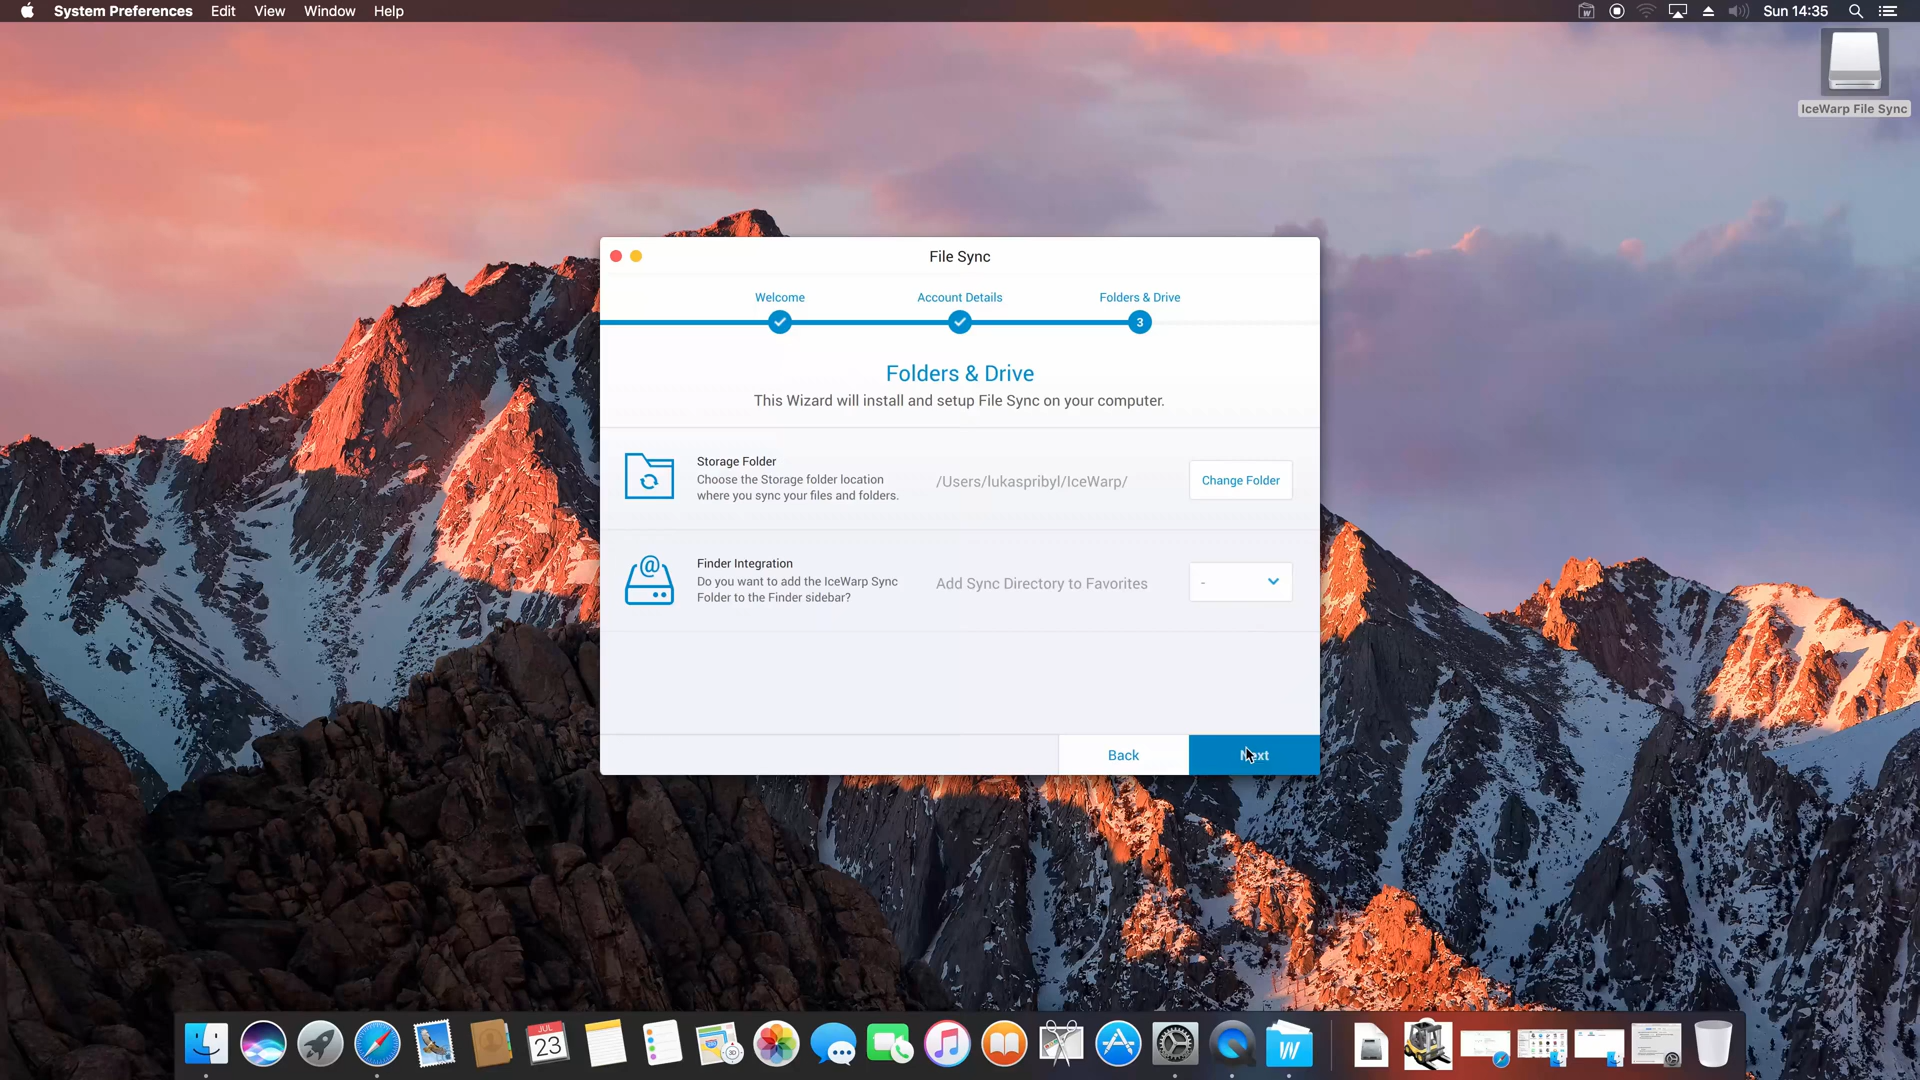 System Preferences Edit View Window Help
Sun 14:35
IceWarp File Sync
File Sync
Welcome Account Details Folders & Drive
3
Folders & Drive
This Wizard will install and setup File Sync on your computer.
Storage Folder
Choose the Storage folder location
where you sync your files and folders.
/Users/lukaspribyl/IceWarp/
Change Folder
Finder Integration
Do you want to add the IceWarp Sync
Folder to the Finder sidebar?
Add Sync Directory to Favorites
-
Back
Next
JUL
23
3D
W